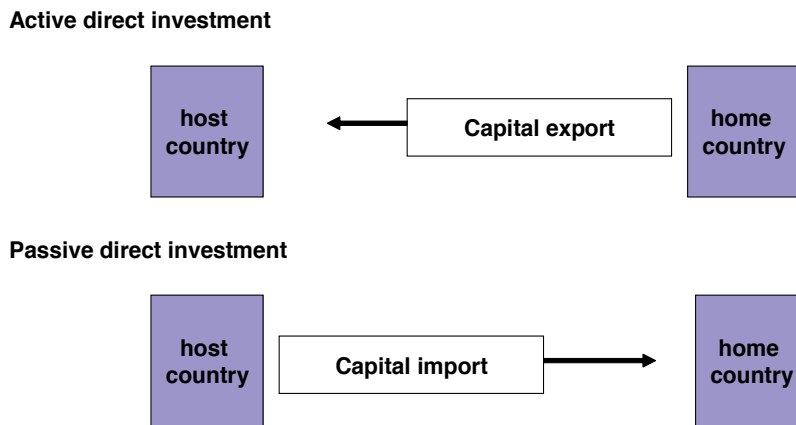 Active direct investment
host
country
Capital export
home
country
Passive direct investment
host
country
Capital import
home
country